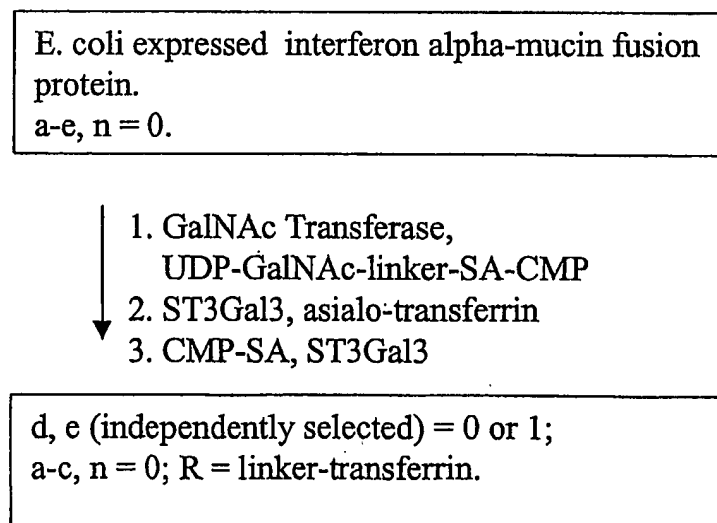 E. coli expressed interferon alpha-mucin fusion
protein.
a-e, n = 0.
1. GalNAc Transferase,
UDP-GalNAc-linker-SA-CMP
2. ST3Gal3, asialo-transferrin
3. CMP-SA, ST3Gal3
d, e (independently selected) = 0 or 1;
a-c, n = 0; R = linker-transferrin.